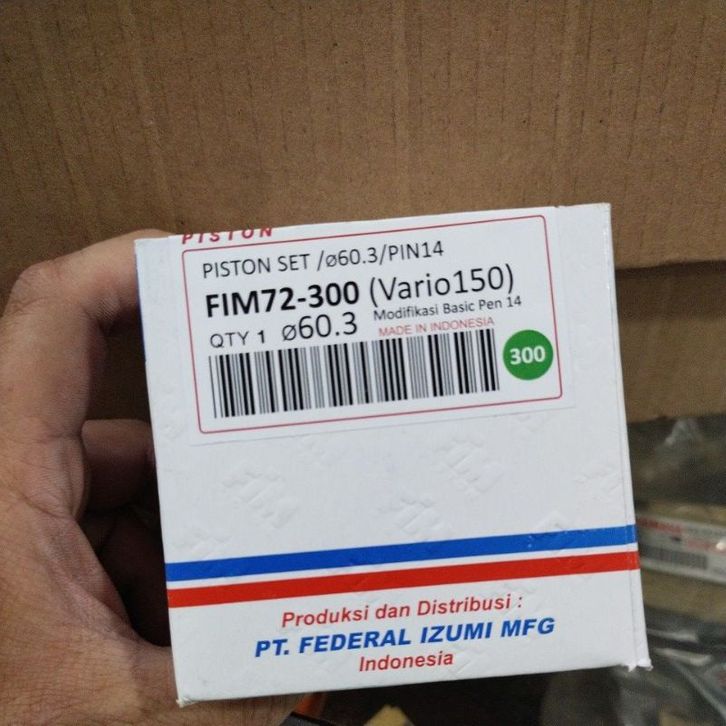 PISTON
PISTON SET /ø60.3/PIN14
FIM72-300 (Vario150)
Modifikasi Basic Pen 14
QTY 1 ø60.3
MADE IN INDONESIA
300
FIM
Produksi dan Distribusi :
PT. FEDERAL IZUMI MFG
Indonesia